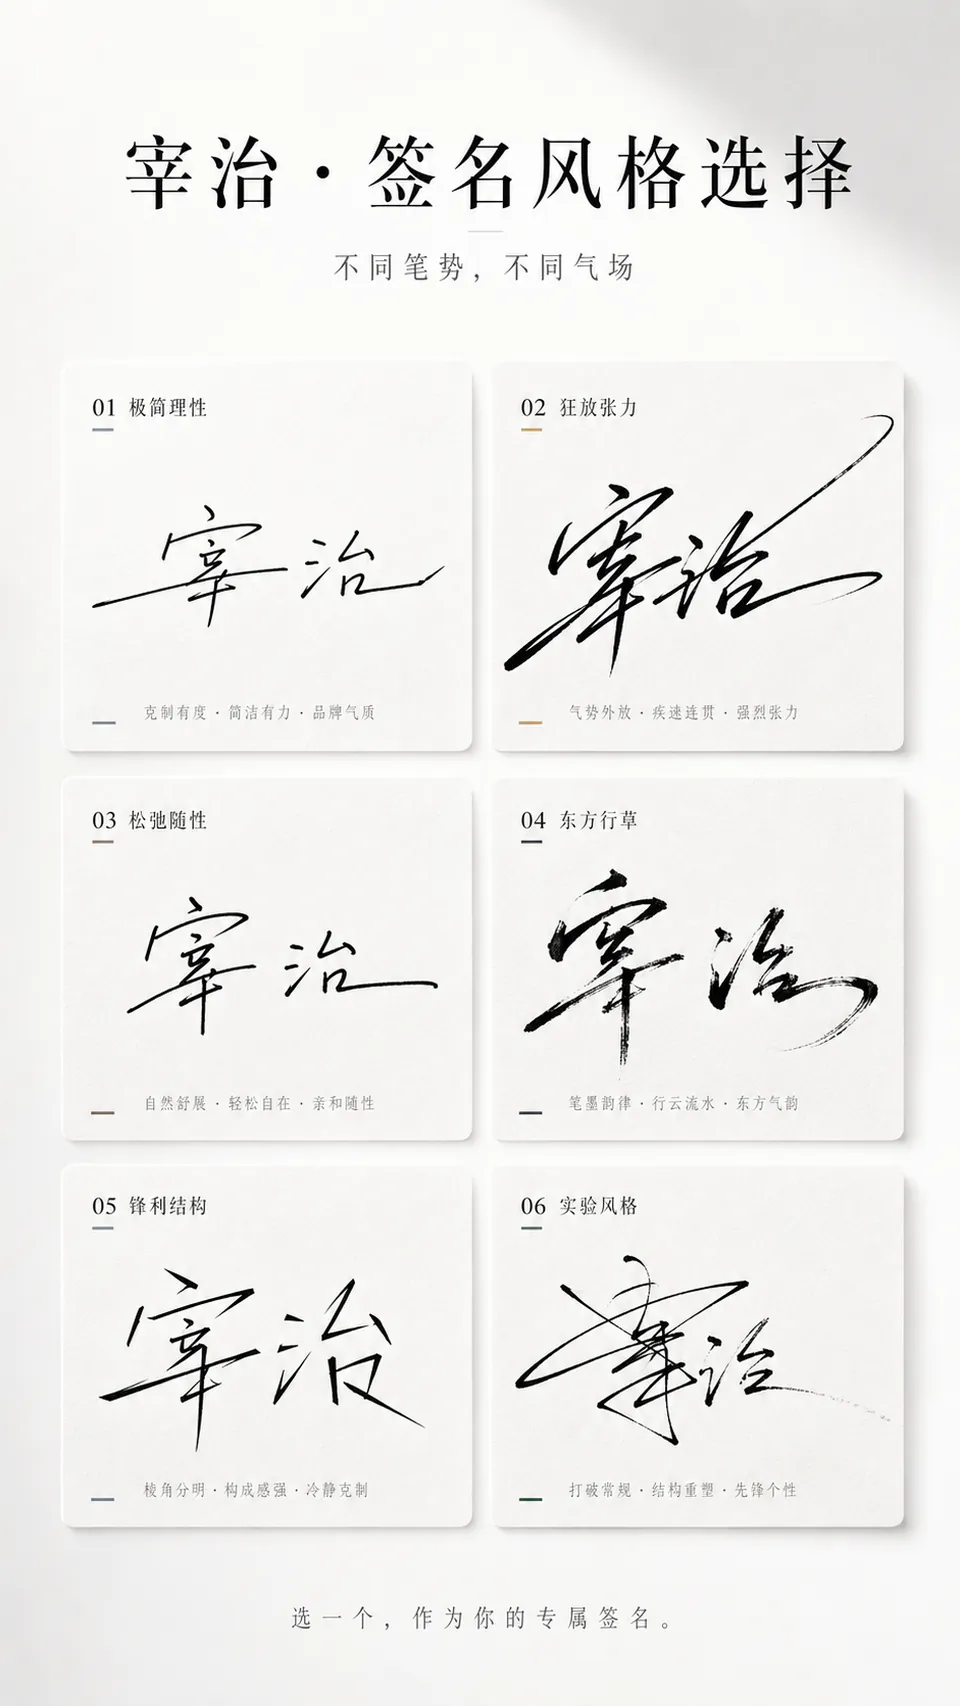 宰治·签名风格选择
不同笔势，不同气场
01 极简理性
宰治
克制有度·简洁有力·品牌气质
02 狂放张力
宰治
气势外放·疾速连贯·强烈张力
03 松弛随性
宰治
自然舒展·轻松自在·亲和随性
04 东方行草
宰治
笔墨韵律·行云流水·东方气韵
05 锋利结构
宰治
棱角分明·构成感强·冷静克制
06 实验风格
宰治
打破常规·结构重塑·先锋个性
选一个，作为你的专属签名。